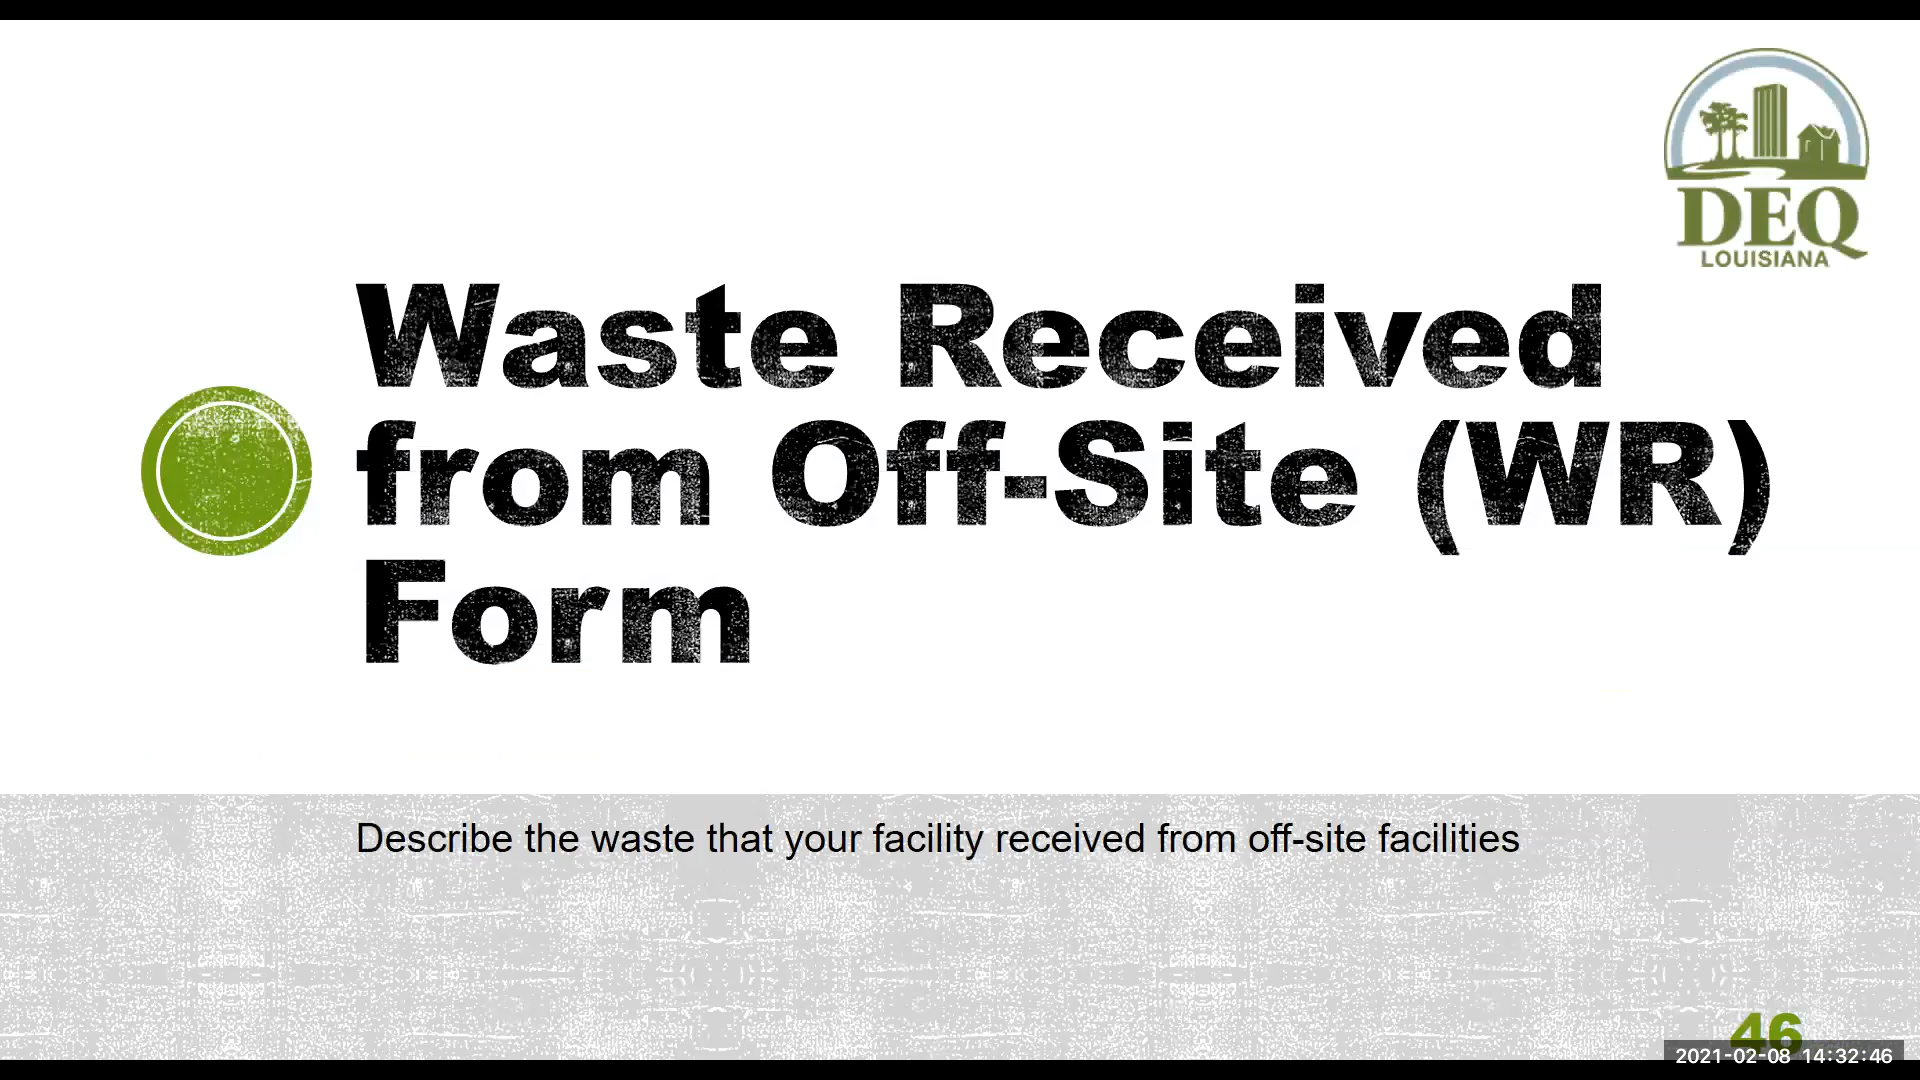 DEQ
LOUISIANA
Waste Received
from Off-Site (WR)
Form
Describe the waste that your facility received from off-site facilities
46
2021-02-08 14:32:46